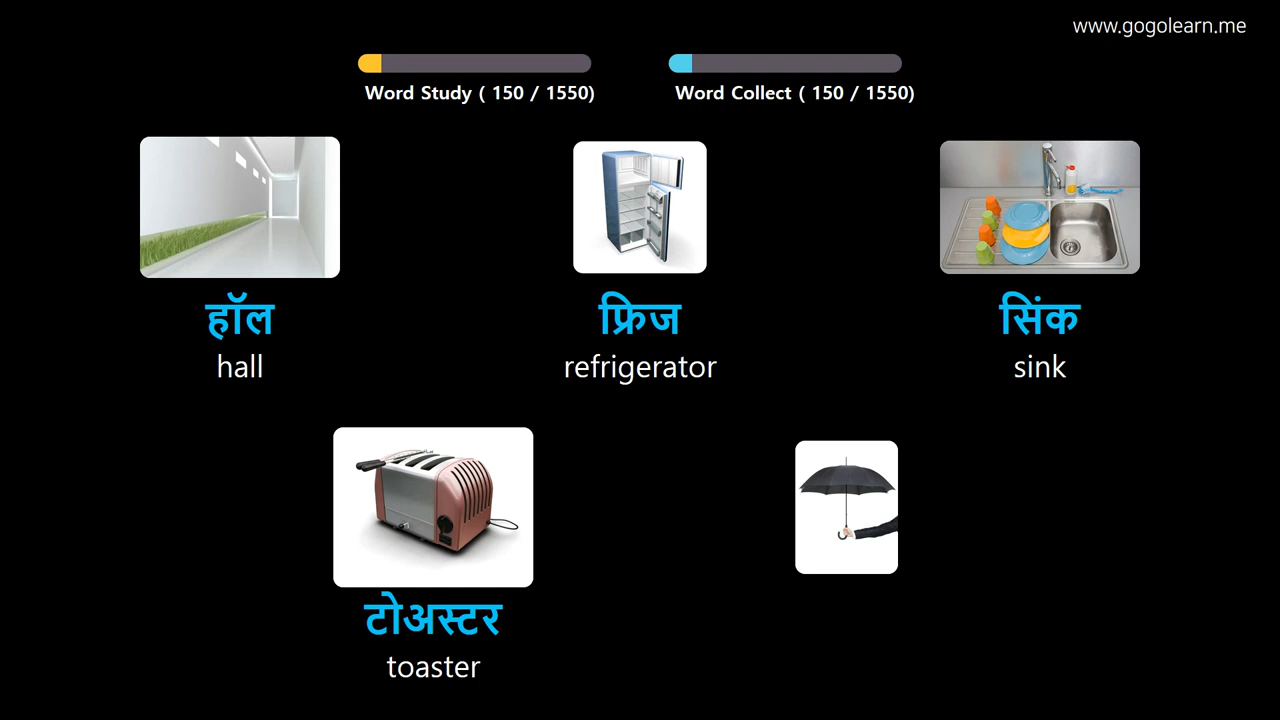 www.gogolearn.me
Word Study ( 150 / 1550)
Word Collect ( 150 / 1550)
हॉल
फ्रिज
सिंक
hall
refrigerator
sink
टोअस्टर
toaster